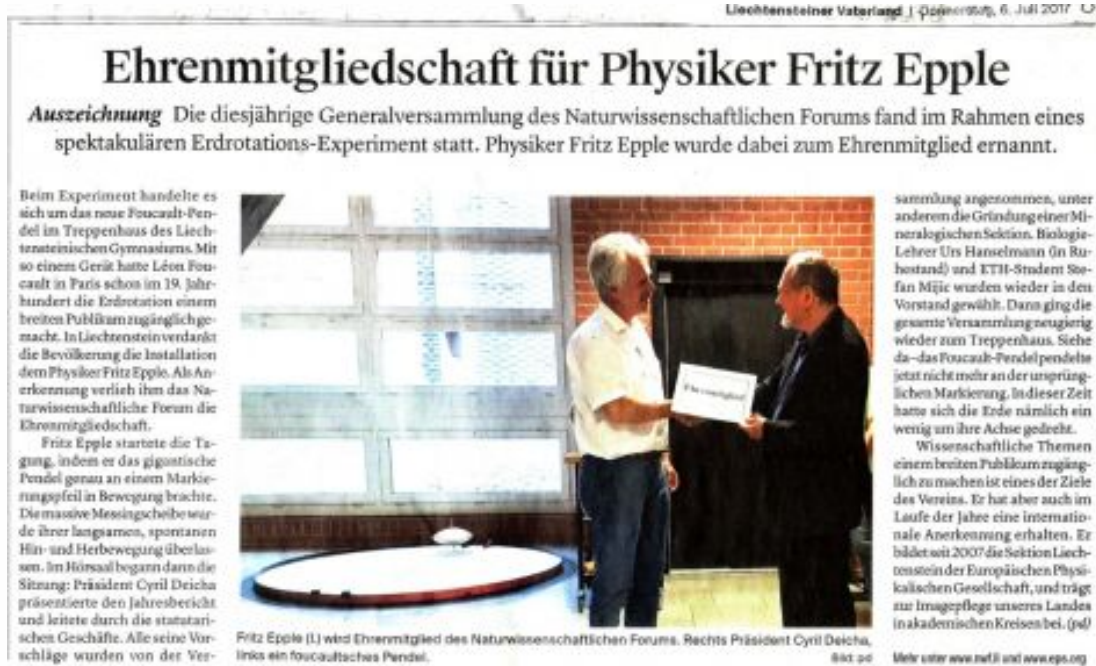 Liechtensteiner Vaterland | Donnerstag, 6. Juli 2017
Ehrenmitgliedschaft für Physiker Fritz Epple
Auszeichnung Die diesjährige Generalversammlung des Naturwissenschaftlichen Forums fand im Rahmen eines
spektakulären Erdrotations-Experiment statt. Physiker Fritz Epple wurde dabei zum Ehrenmitglied ernannt.
Beim Experiment handelte es
sich um das neue Foucault-Pen-
del im Treppenhaus des Liech-
tensteinischen Gymnasiums. Mit
so einem Gerät hatte Léon Fou-
cault in Paris schon im 19. Jahr-
hundert die Erdrotation einem
breiten Publikum zugänglich ge-
macht. In Liechtenstein verdankt
die Bevölkerung die Installation
dem Physiker Fritz Epple. Als An-
erkennung verlieh ihm das Na-
turwissenschaftliche Forum die
Ehrenmitgliedschaft.
Fritz Epple startete die Ta-
gung, indem er das gigantische
Pendel genau an einem Markie-
rungspfeil in Bewegung brachte.
Die massive Messingscheibe wur-
de ihrer langsamen, spontanen
Hin- und Herbewegung überlas-
sen. Im Hörsaal begann dann die
Sitzung: Präsident Cyril Deicha
präsentierte den Jahresbericht
und leitete durch die statutari-
schen Geschäfte. Alle seine Vor-
schläge wurden von der Ver-
Ehrenmitglied
Fritz Epple (l.) wird Ehrenmitglied des Naturwissenschaftlichen Forums. Rechts Präsident Cyril Deicha,
links ein foucaultsches Pendel.
Bild: pd
sammlung angenommen, unter
anderem die Gründung einer Mi-
neralogischen Sektion. Biologie-
Lehrer Urs Hanselmann (in Ru-
hestand) und ETH-Student Ste-
fan Mijic wurden wieder in den
Vorstand gewählt. Dann ging die
gesamte Versammlung neugierig
wieder zum Treppenhaus. Siehe
da – das Foucault-Pendel pendelte
jetzt nicht mehr an der ursprüng-
lichen Markierung. In dieser Zeit
hatte sich die Erde nämlich ein
wenig um ihre Achse gedreht.
Wissenschaftliche Themen
einem breiten Publikum zugäng-
lich zu machen ist eines der Ziele
des Vereins. Er hat aber auch im
Laufe der Jahre eine internatio-
nale Anerkennung erhalten. Er
bildet seit 2007 die Sektion Liech-
tenstein der Europäischen Physi-
kalischen Gesellschaft, und trägt
zur Imagepflege unseres Landes
in akademischen Kreisen bei. (pd)
Mehr unter www.nwf.li und www.eps.org